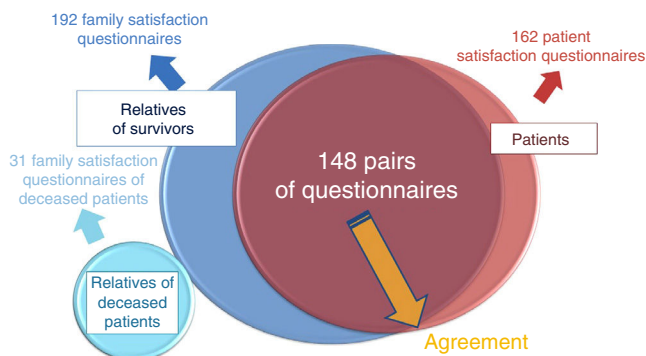 192 family satisfaction
questionnaires
162 patient
satisfaction questionnaires
Relatives
of survivors
Patients
31 family satisfaction
questionnaires of
deceased patients
148 pairs
of questionnaires
Relatives of
deceased
patients
Agreement